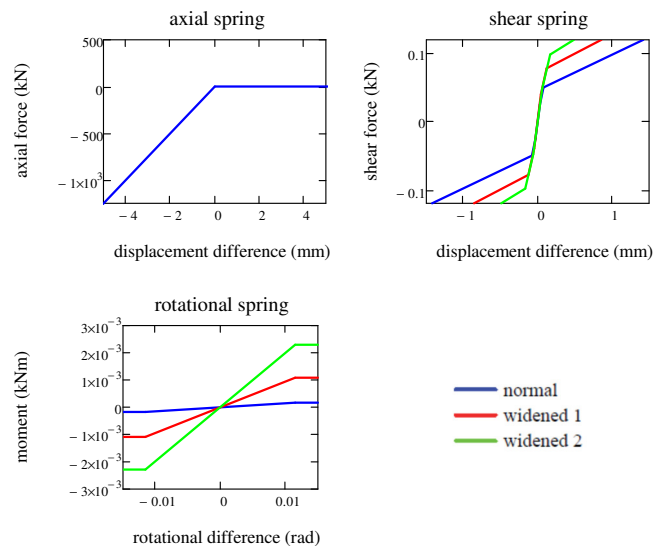 axial spring
500
0
− 500
− 1×10³
− 4 − 2 0 2 4
axial force (kN)
displacement difference (mm)
shear spring
0.1
0
− 0.1
− 1 0 1
shear force (kN)
displacement difference (mm)
rotational spring
3×10⁻³
2×10⁻³
1×10⁻³
0
− 1×10⁻³
− 2×10⁻³
− 3×10⁻³
− 0.01 0 0.01
moment (kNm)
rotational difference (rad)
normal
widened 1
widened 2